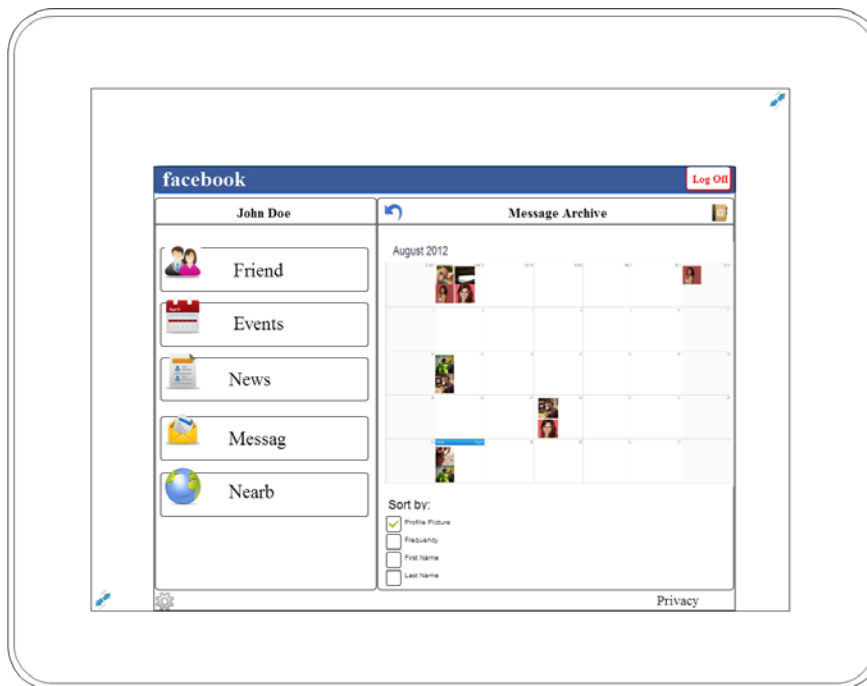 facebook
Log Off
John Doe
Message Archive
Friend
Events
News
Messag
Nearb
August 2012
Sort by:
Profile Picture
Frequency
First Name
Last Name
Privacy